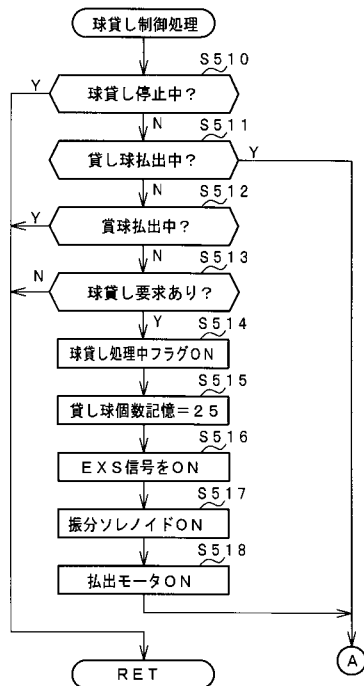 球貸し制御処理
S510
Y
球貸し停止中?
N
S511
貸し球払出中?
Y
N
S512
Y
賞球払出中?
N
S513
N
球貸し要求あり?
Y
S514
球貸し処理中フラグON
S515
貸し球個数記憶=25
S516
EXS信号をON
S517
振分ソレノイドON
S518
払出モータON
RET
A